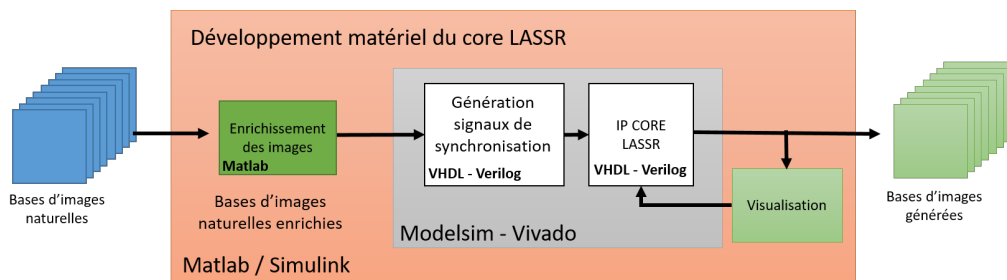 Développement matériel du core LASSR
Bases d'images
naturelles
Enrichissement
des images
Matlab
Bases d'images
naturelles enrichies
Génération
signaux de
synchronisation
VHDL - Verilog
IP CORE
LASSR
VHDL - Verilog
Visualisation
Bases d'images
générées
Modelsim - Vivado
Matlab / Simulink